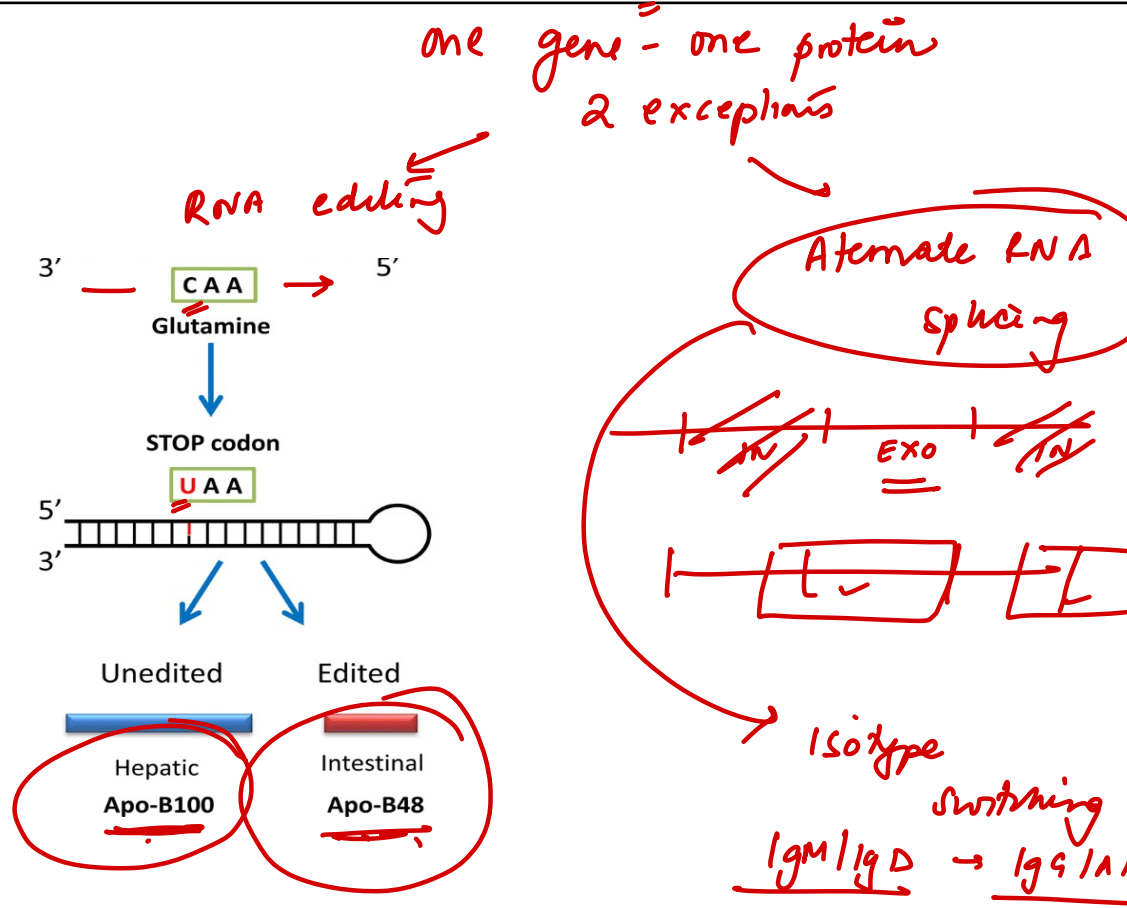 one gene - one protein
2 exceptions
RNA editing
3′ CAA 5′
Glutamine
STOP codon
UAA
5′
3′
Unedited Edited
Hepatic Intestinal
Apo-B100 Apo-B48
Aternate RNA
splicing
IN EXO IN
Isotype
switching
IgM/IgD → IgG/